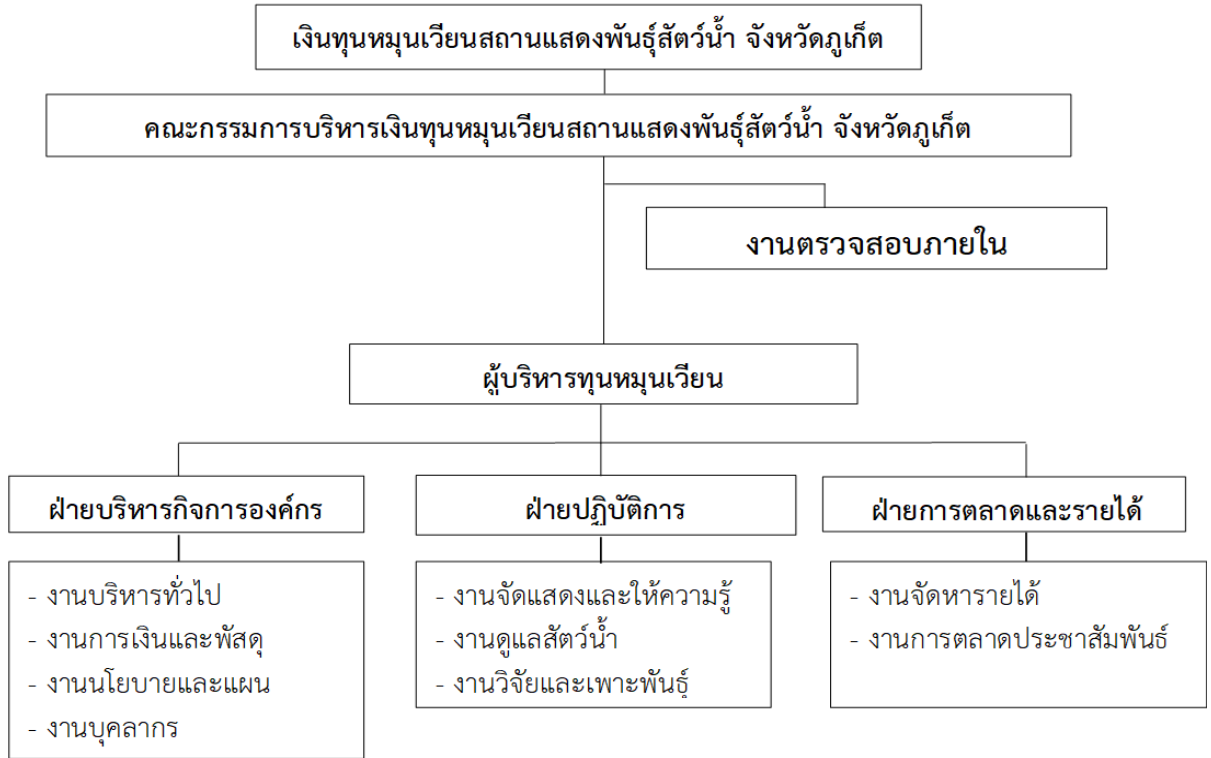 เงินทุนหมุนเวียนสถานแสดงพันธุ์สัตว์น้ำ จังหวัดภูเก็ต
คณะกรรมการบริหารเงินทุนหมุนเวียนสถานแสดงพันธุ์สัตว์น้ำ จังหวัดภูเก็ต
งานตรวจสอบภายใน
ผู้บริหารทุนหมุนเวียน
ฝ่ายบริหารกิจการองค์กร
- งานบริหารทั่วไป
- งานการเงินและพัสดุ
- งานนโยบายและแผน
- งานบุคลากร
ฝ่ายปฏิบัติการ
- งานจัดแสดงและให้ความรู้
- งานดูแลสัตว์น้ำ
- งานวิจัยและเพาะพันธุ์
ฝ่ายการตลาดและรายได้
- งานจัดหารายได้
- งานการตลาดประชาสัมพันธ์